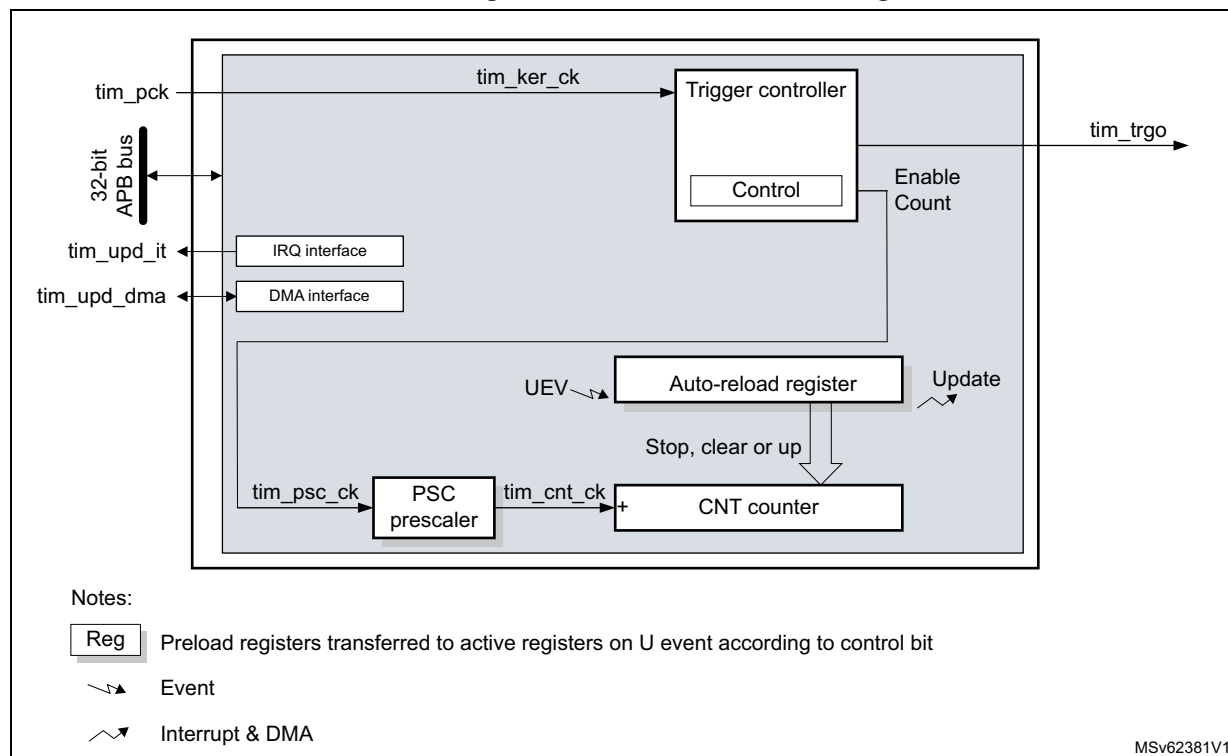 tim_ker_ck
tim_pck
Trigger controller
tim_trgo
32-bit
APB bus
Control
Enable
Count
tim_upd_it
IRQ interface
tim_upd_dma
DMA interface
UEV
Auto-reload register
Update
Stop, clear or up
tim_psc_ck
PSC
prescaler
tim_cnt_ck
+
CNT counter
Notes:
Reg Preload registers transferred to active registers on U event according to control bit
Event
Interrupt & DMA
MSv62381V1